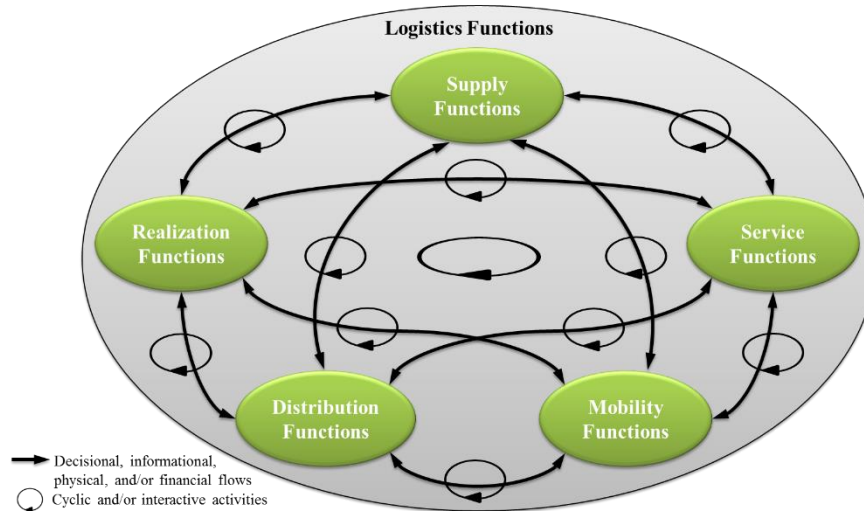 Logistics Functions
Supply
Functions
Realization
Functions
Service
Functions
Distribution
Functions
Mobility
Functions
Decisional, informational,
physical, and/or financial flows
Cyclic and/or interactive activities